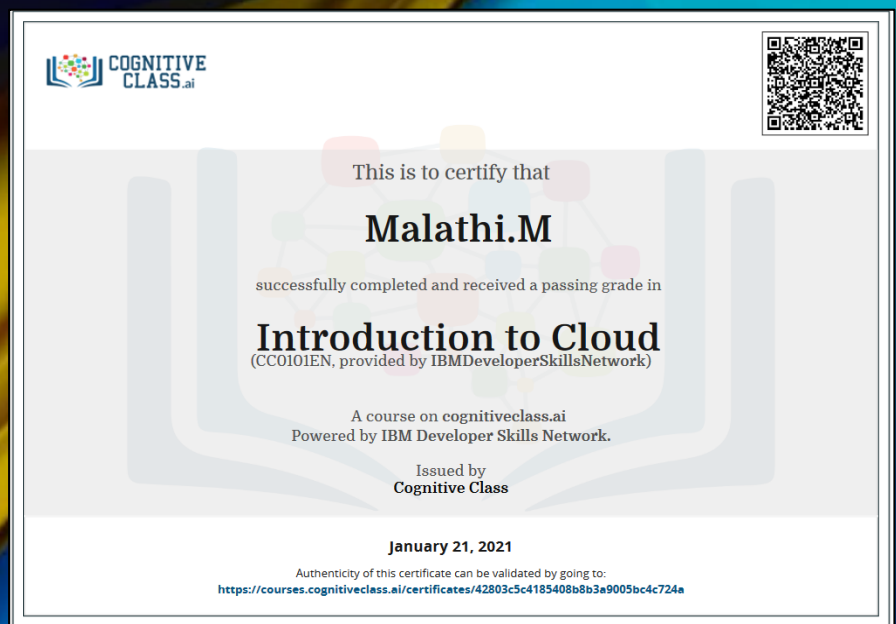 COGNITIVE
CLASS.ai
This is to certify that
Malathi.M
successfully completed and received a passing grade in
Introduction to Cloud
(CC0101EN, provided by IBMDeveloperSkillsNetwork)
A course on cognitiveclass.ai
Powered by IBM Developer Skills Network.
Issued by
Cognitive Class
January 21, 2021
Authenticity of this certificate can be validated by going to:
https://courses.cognitiveclass.ai/certificates/42803c5c4185408b8b3a9005bc4c724a